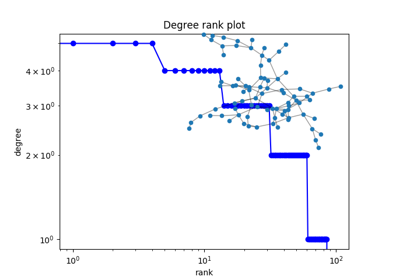 Degree rank plot
degree
4 × 10⁰
3 × 10⁰
2 × 10⁰
10⁰
10⁰
10¹
10²
rank